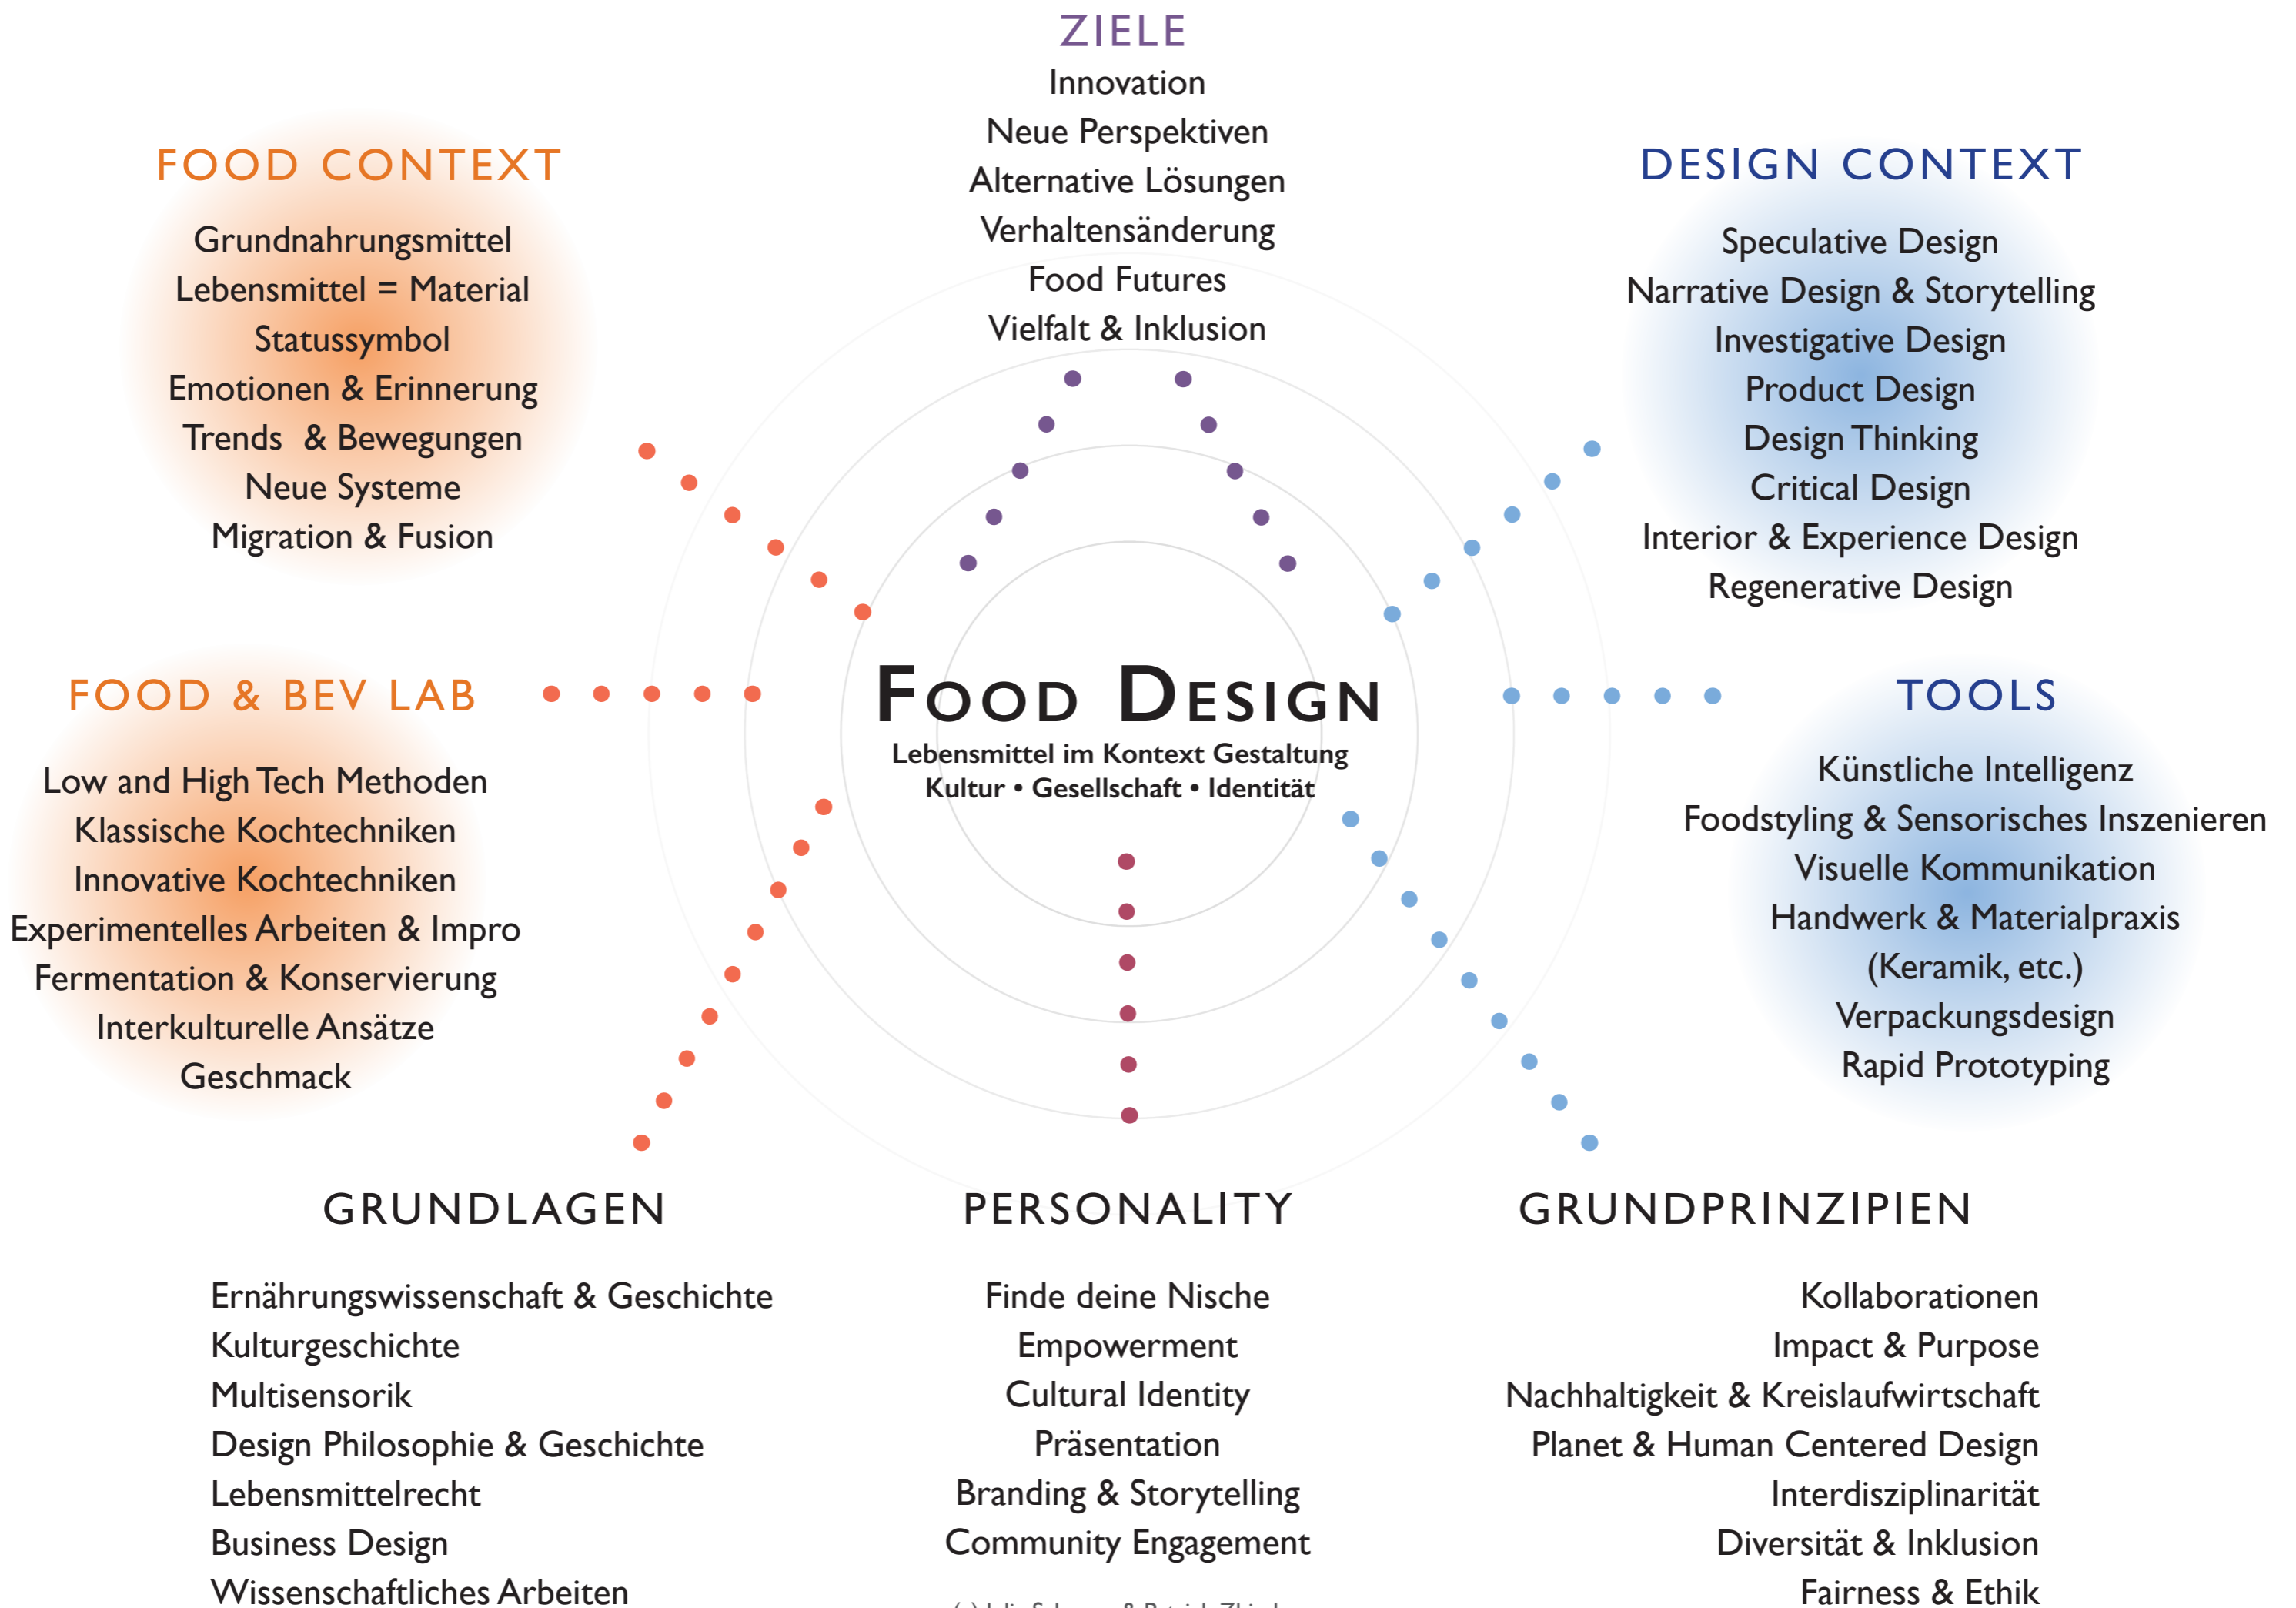 ZIELE
Innovation
Neue Perspektiven
Alternative Lösungen
Verhaltensänderung
Food Futures
Vielfalt & Inklusion
FOOD CONTEXT
Grundnahrungsmittel
Lebensmittel = Material
Statussymbol
Emotionen & Erinnerung
Trends & Bewegungen
Neue Systeme
Migration & Fusion
DESIGN CONTEXT
Speculative Design
Narrative Design & Storytelling
Investigative Design
Product Design
Design Thinking
Critical Design
Interior & Experience Design
Regenerative Design
FOOD & BEV LAB
Low and High Tech Methoden
Klassische Kochtechniken
Innovative Kochtechniken
Experimentelles Arbeiten & Impro
Fermentation & Konservierung
Interkulturelle Ansätze
Geschmack
FOOD DESIGN
Lebensmittel im Kontext Gestaltung
Kultur • Gesellschaft • Identität
TOOLS
Künstliche Intelligenz
Foodstyling & Sensorisches Inszenieren
Visuelle Kommunikation
Handwerk & Materialpraxis
(Keramik, etc.)
Verpackungsdesign
Rapid Prototyping
GRUNDLAGEN
Ernährungswissenschaft & Geschichte
Kulturgeschichte
Multisensorik
Design Philosophie & Geschichte
Lebensmittelrecht
Business Design
Wissenschaftliches Arbeiten
PERSONALITY
Finde deine Nische
Empowerment
Cultural Identity
Präsentation
Branding & Storytelling
Community Engagement
GRUNDPRINZIPIEN
Kollaborationen
Impact & Purpose
Nachhaltigkeit & Kreislaufwirtschaft
Planet & Human Centered Design
Interdisziplinarität
Diversität & Inklusion
Fairness & Ethik